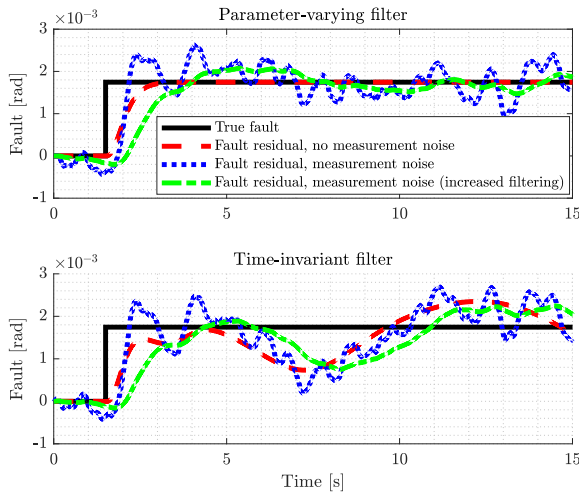 Parameter-varying filter
×10⁻³
3
2
1
0
-1
Fault [rad]
True fault
Fault residual, no measurement noise
Fault residual, measurement noise
Fault residual, measurement noise (increased filtering)
0 5 10 15
Time-invariant filter
×10⁻³
3
2
1
0
-1
Fault [rad]
0 5 10 15
Time [s]